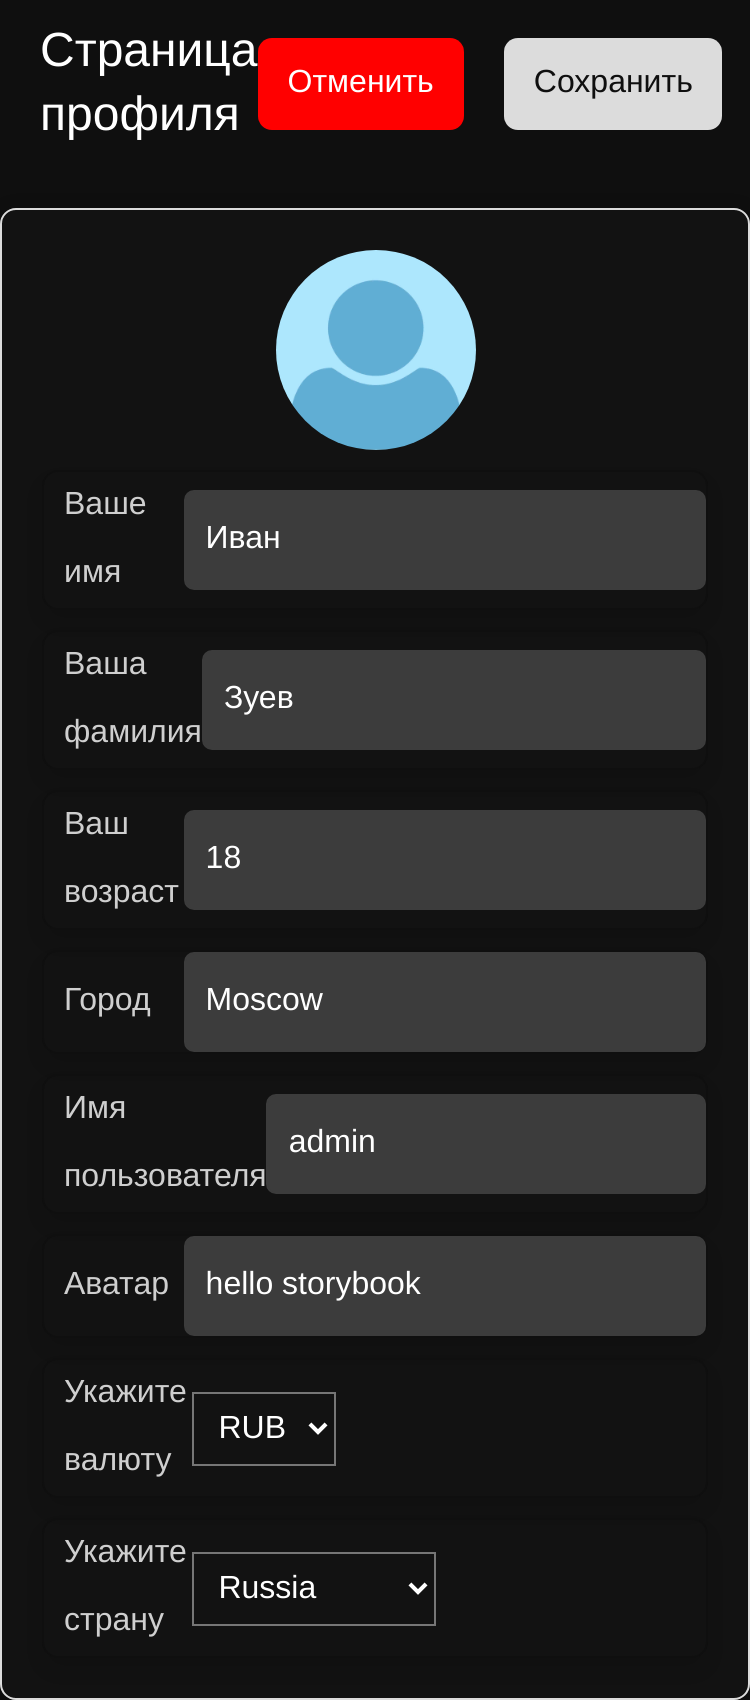 Страница
профиля
Отменить
Сохранить
Ваше
имя
Иван
Ваша
фамилия
Зуев
Ваш
возраст
18
Город
Moscow
Имя
пользователя
admin
Аватар
hello storybook
Укажите
валюту
RUB
Укажите
страну
Russia